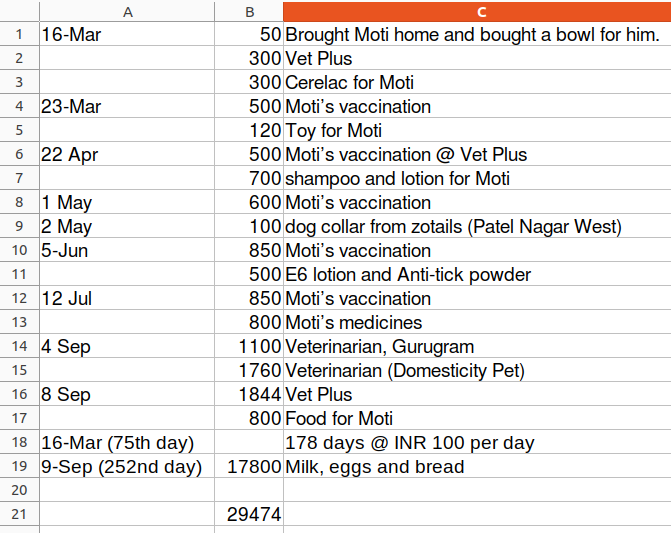 A B C
1 16-Mar 50 Brought Moti home and bought a bowl for him.
2 300 Vet Plus
3 300 Cerelac for Moti
4 23-Mar 500 Moti’s vaccination
5 120 Toy for Moti
6 22 Apr 500 Moti’s vaccination @ Vet Plus
7 700 shampoo and lotion for Moti
8 1 May 600 Moti’s vaccination
9 2 May 100 dog collar from zotails (Patel Nagar West)
10 5-Jun 850 Moti’s vaccination
11 500 E6 lotion and Anti-tick powder
12 12 Jul 850 Moti’s vaccination
13 800 Moti’s medicines
14 4 Sep 1100 Veterinarian, Gurugram
15 1760 Veterinarian (Domesticity Pet)
16 8 Sep 1844 Vet Plus
17 800 Food for Moti
18 16-Mar (75th day) 178 days @ INR 100 per day
19 9-Sep (252nd day) 17800 Milk, eggs and bread
20
21 29474